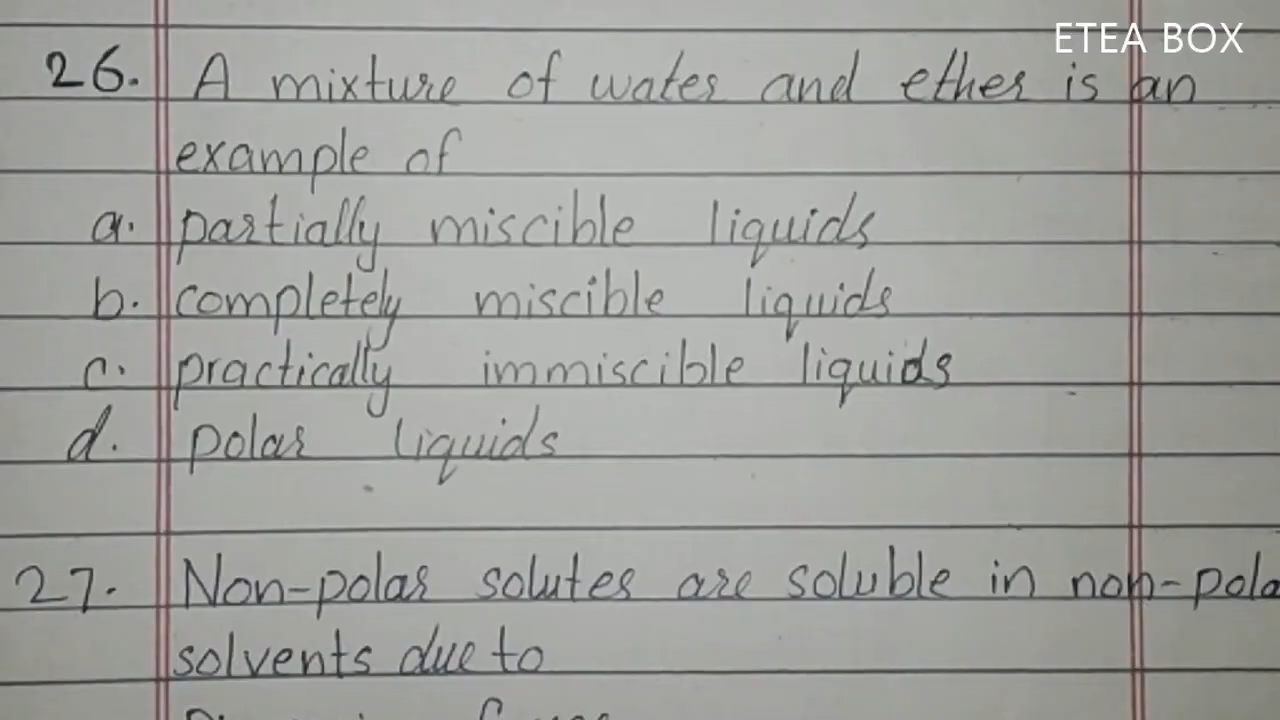 ETEA BOX
26. A mixture of water and ether is an
example of
a. partially miscible liquids
b. completely miscible liquids
c. practically immiscible liquids
d. polar liquids
27. Non-polar solutes are soluble in non-pola
solvents due to